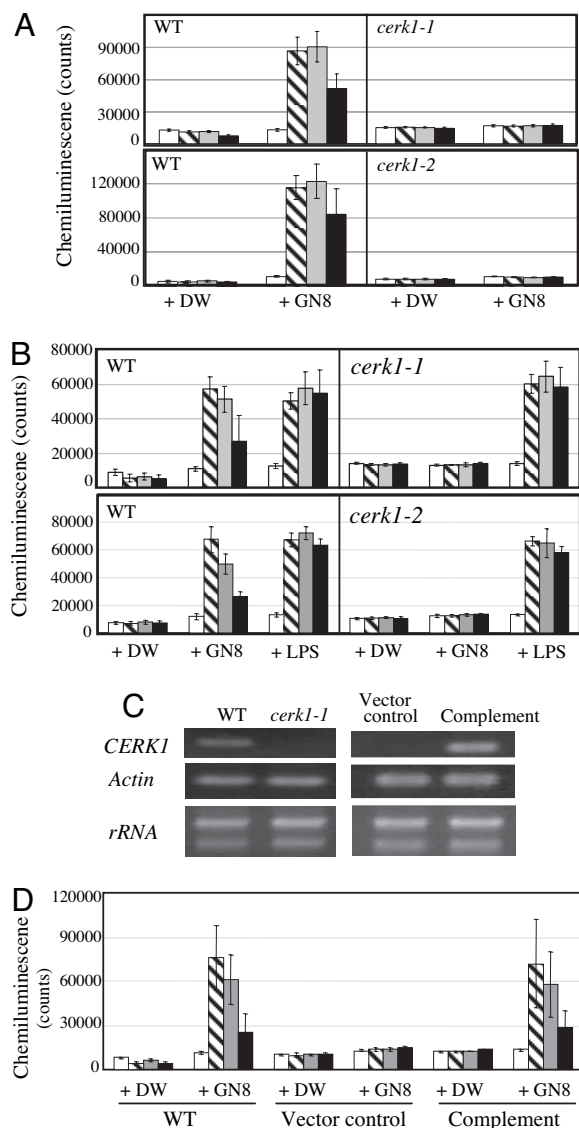 A
Chemiluminescene (counts)
WT
cerk1-1
90000
60000
30000
0
WT
cerk1-2
120000
80000
40000
0
+ DW
+ GN8
+ DW
+ GN8
B
Chemiluminescene (counts)
80000
WT
cerk1-1
60000
40000
20000
0
WT
cerk1-2
80000
60000
40000
20000
0
+ DW
+ GN8
+ LPS
+ DW
+ GN8
+ LPS
C
WT
cerk1-1
Vector
control
Complement
CERK1
Actin
rRNA
D
Chemiluminescene
(counts)
120000
90000
60000
30000
0
+ DW
+ GN8
+ DW
+ GN8
+ DW
+ GN8
WT
Vector control
Complement